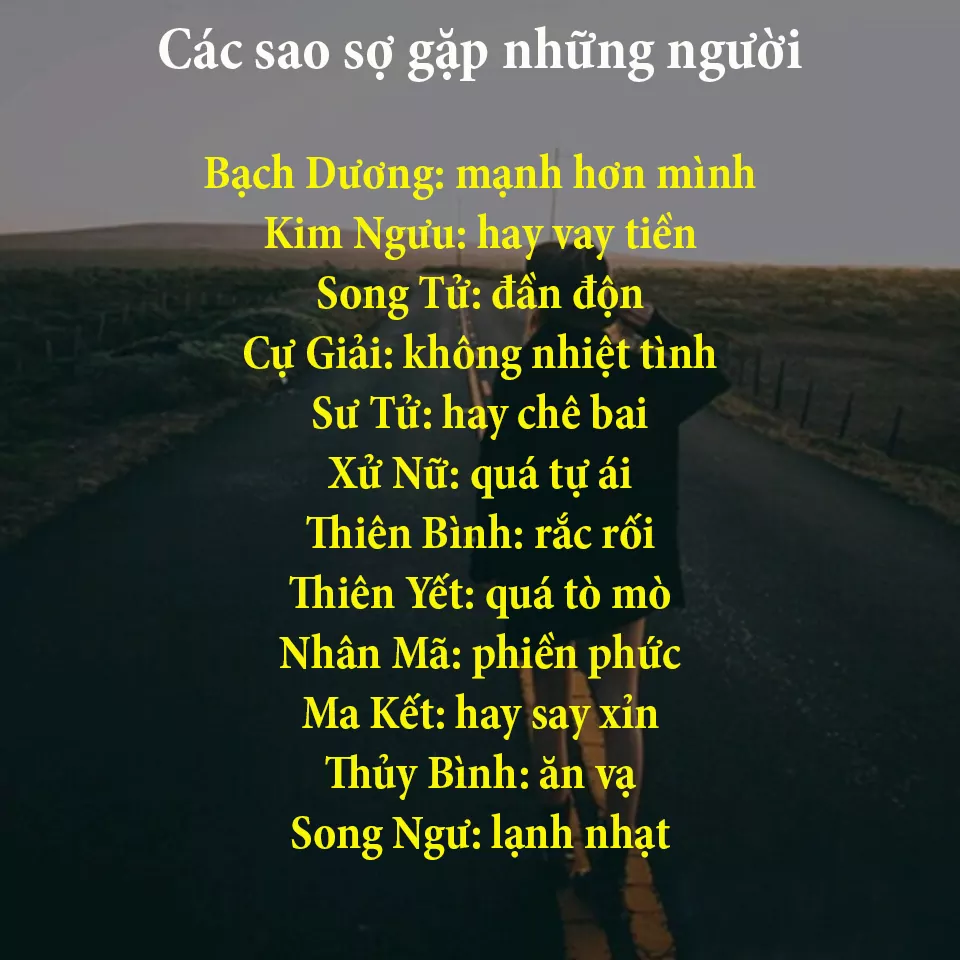 Các sao sợ gặp những người
Bạch Dương: mạnh hơn mình
Kim Ngưu: hay vay tiền
Song Tử: đần độn
Cự Giải: không nhiệt tình
Sư Tử: hay chê bai
Xử Nữ: quá tự ái
Thiên Bình: rắc rối
Thiên Yết: quá tò mò
Nhân Mã: phiền phức
Ma Kết: hay say xỉn
Thủy Bình: ăn vạ
Song Ngư: lạnh nhạt